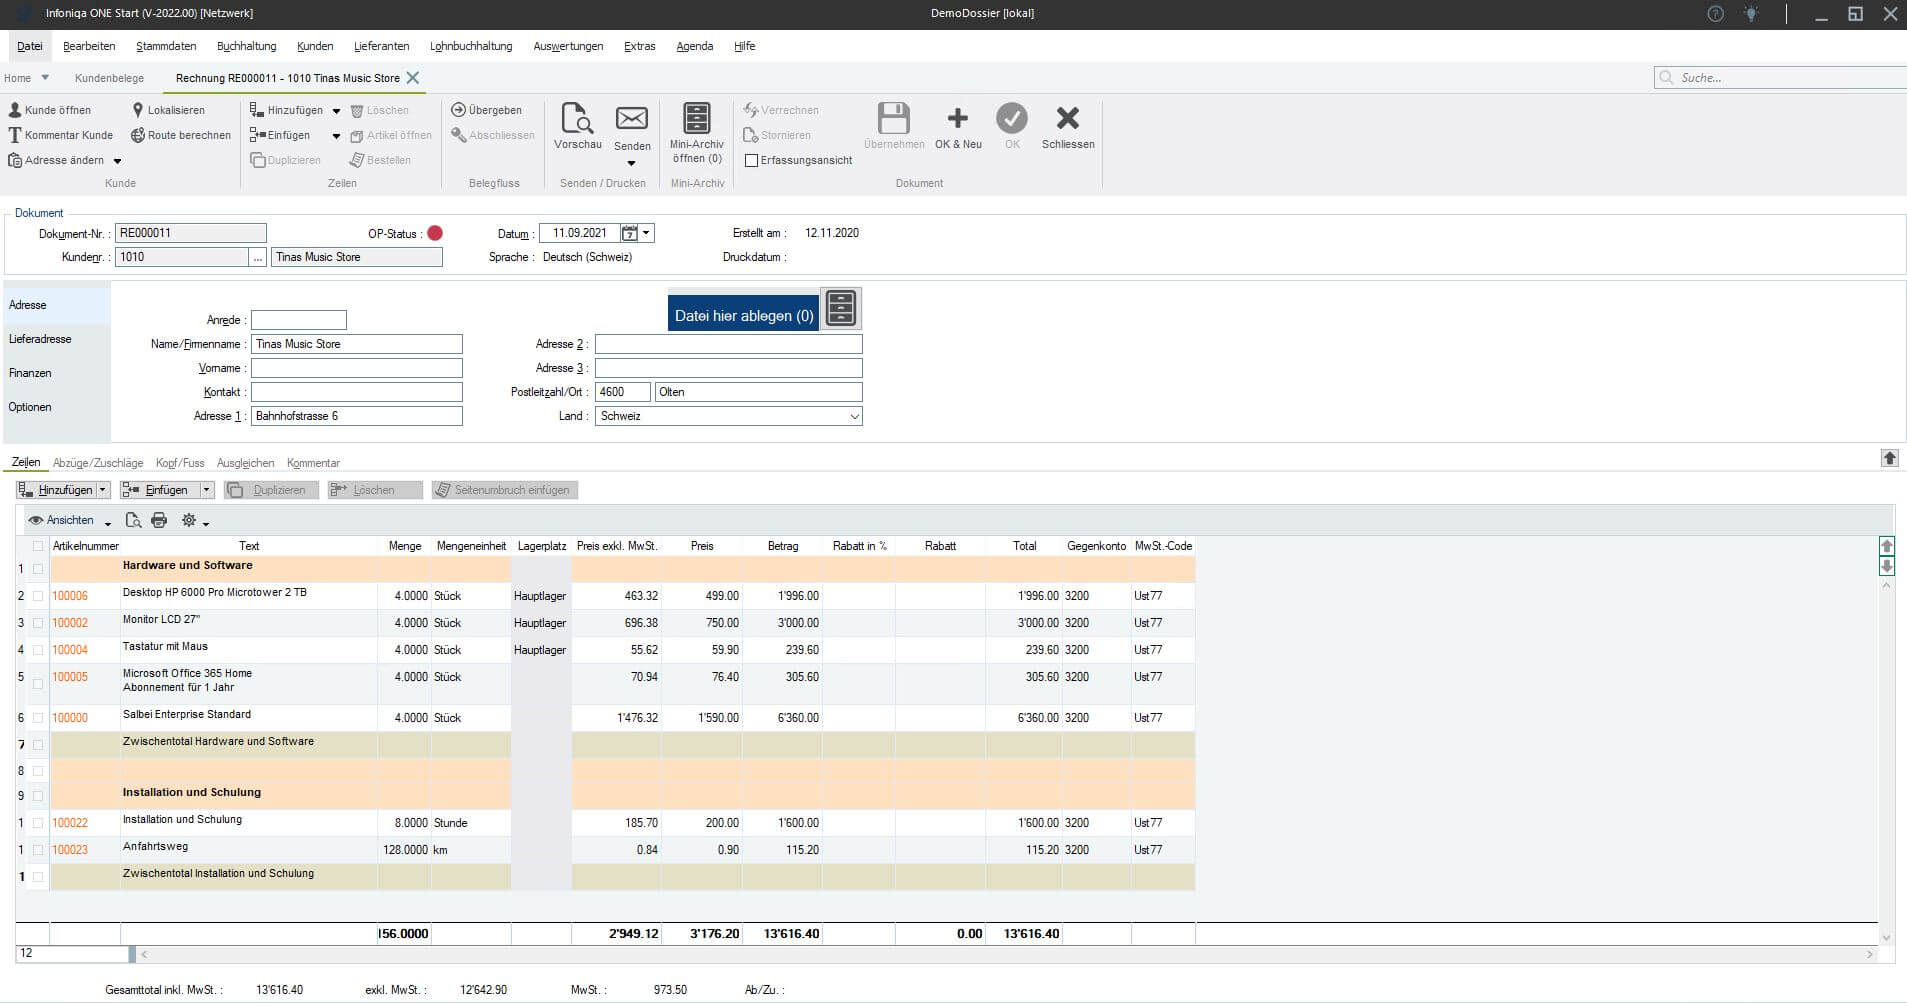 Infoniqa ONE Start (V-2022.00) [Netzwerk] DemoDossier [lokal]
Datei Bearbeiten Stammdaten Buchhaltung Kunden Lieferanten Lohnbuchhaltung Auswertungen Extras Agenda Hilfe
Home Kundenbelege Rechnung RE000011 - 1010 Tinas Music Store Suche...
Kunde öffnen Lokalisieren Hinzufügen Löschen Übergeben Verrechnen
Kommentar Kunde Route berechnen Einfügen Artikel öffnen Abschliessen Vorschau Senden Mini-Archiv öffnen (0) Stornieren Übernehmen OK & Neu OK Schliessen
Adresse ändern Duplizieren Bestellen Erfassungsansicht
Kunde Zeilen Belegfluss Senden / Drucken Mini-Archiv Dokument
Dokument
Dokument-Nr. : RE000011 OP-Status : Datum : 11.09.2021 7 Erstellt am : 12.11.2020
Kundenr. : 1010 ... Tinas Music Store Sprache : Deutsch (Schweiz) Druckdatum :
Adresse
Lieferadresse
Finanzen
Optionen
Datei hier ablegen (0)
Anrede :
Name/Firmenname : Tinas Music Store Adresse 2 :
Vorname : Adresse 3 :
Kontakt : Postleitzahl/Ort : 4600 Olten
Adresse 1 : Bahnhofstrasse 6 Land : Schweiz
Zeilen Abzüge/Zuschläge Kopf/Fuss Ausgleichen Kommentar
Hinzufügen Einfügen Duplizieren Löschen Seitenumbruch einfügen
Ansichten
Artikelnummer Text Menge Mengeneinheit Lagerplatz Preis exkl. MwSt. Preis Betrag Rabatt in % Rabatt Total Gegenkonto MwSt.-Code
1 Hardware und Software
2 100006 Desktop HP 6000 Pro Microtower 2 TB 4.0000 Stück Hauptlager 463.32 499.00 1'996.00 1'996.00 3200 Ust77
3 100002 Monitor LCD 27" 4.0000 Stück Hauptlager 696.38 750.00 3'000.00 3'000.00 3200 Ust77
4 100004 Tastatur mit Maus 4.0000 Stück Hauptlager 55.62 59.90 239.60 239.60 3200 Ust77
5 100005 Microsoft Office 365 Home 4.0000 Stück 70.94 76.40 305.60 305.60 3200 Ust77
Abonnement für 1 Jahr
6 100000 Salbei Enterprise Standard 4.0000 Stück 1'476.32 1'590.00 6'360.00 6'360.00 3200 Ust77
7 Zwischentotal Hardware und Software
8
9 Installation und Schulung
1 100022 Installation und Schulung 8.0000 Stunde 185.70 200.00 1'600.00 1'600.00 3200 Ust77
1 100023 Anfahrtsweg 128.0000 km 0.84 0.90 115.20 115.20 3200 Ust77
1 Zwischentotal Installation und Schulung
156.0000 2'949.12 3'176.20 13'616.40 0.00 13'616.40
12
Gesamttotal inkl. MwSt. : 13'616.40 exkl. MwSt. : 12'642.90 MwSt. : 973.50 Ab/Zu. :